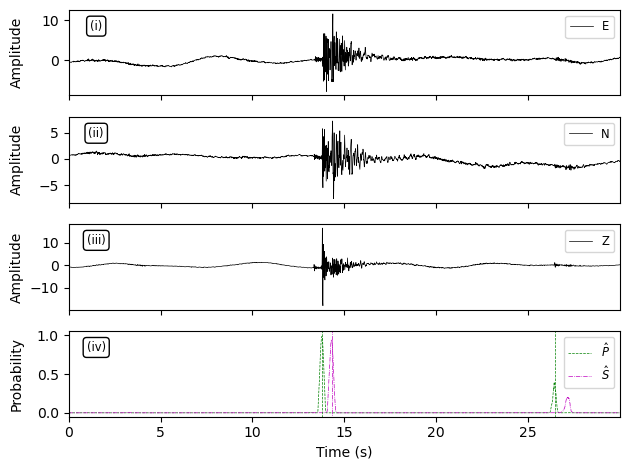 Amplitude
10
0
(i)
E
Amplitude
5
0
−5
(ii)
N
Amplitude
10
0
−10
(iii)
Z
Probability
1.0
0.5
0.0
(iv)
P̂
Ŝ
0 5 10 15 20 25
Time (s)